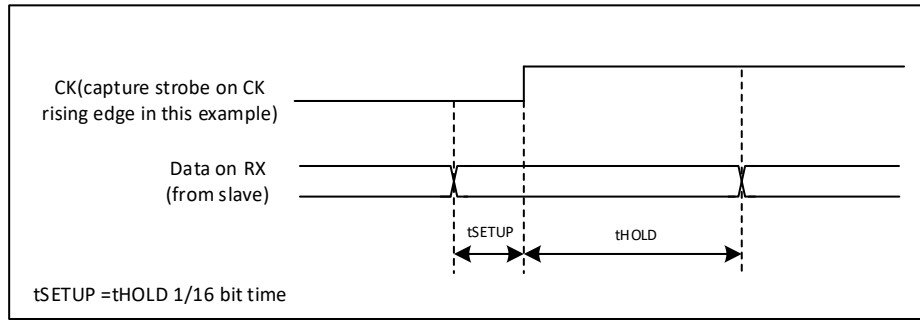 CK(capture strobe on CK
rising edge in this example)
Data on RX
(from slave)
tSETUP
tHOLD
tSETUP =tHOLD 1/16 bit time